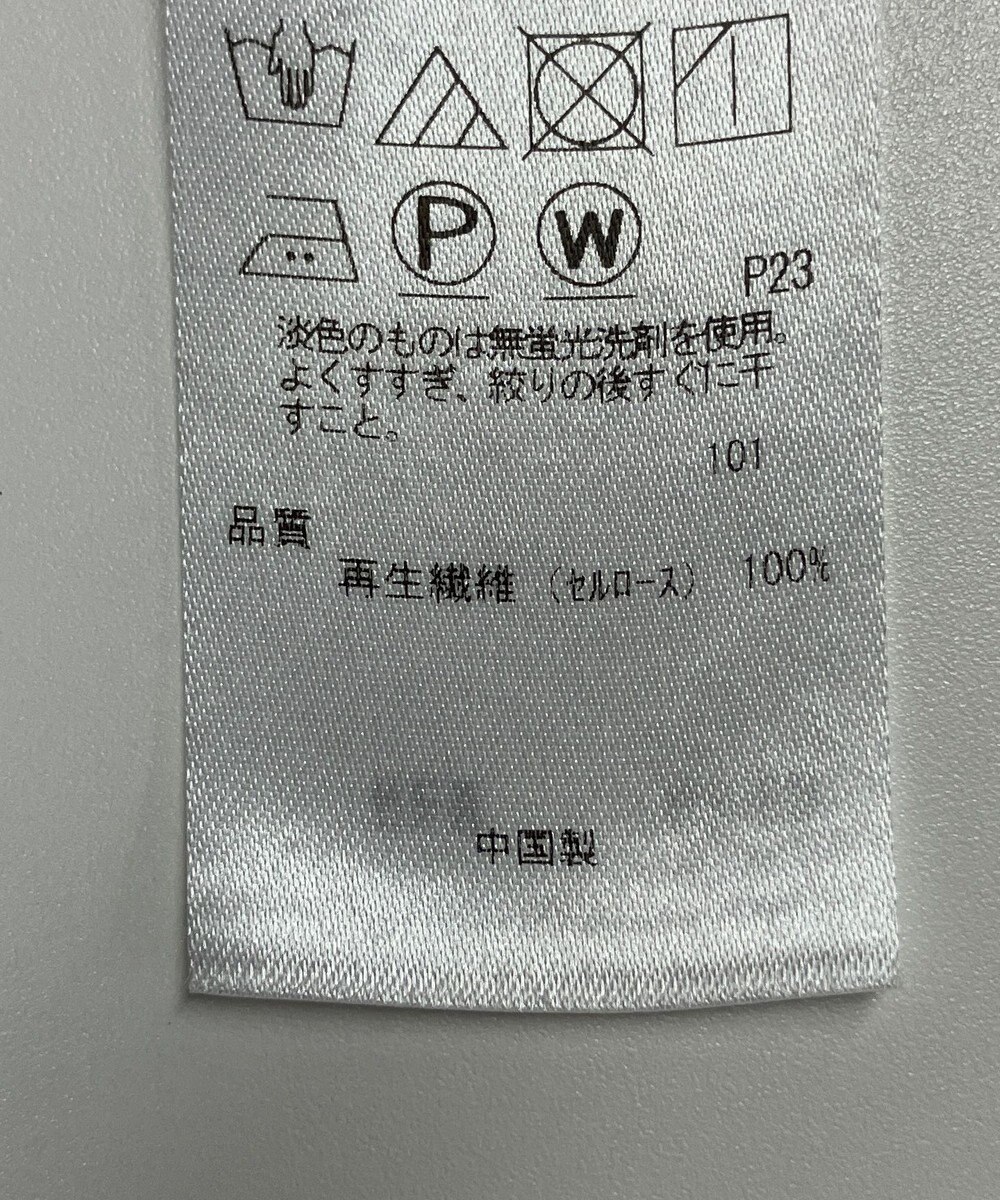 P
W
P23
淡色のものは無蛍光洗剤を使用。
よくすすぎ、絞りの後すぐに干
すこと。
101
品質
再生繊維（セルロース） 100%
中国製